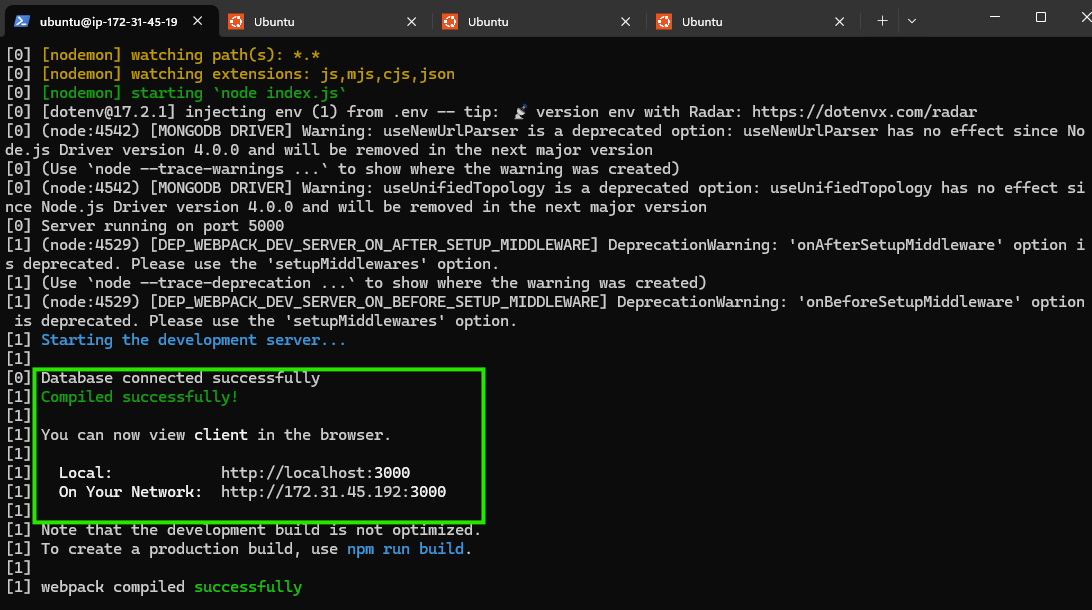 ubuntu@ip-172-31-45-19
Ubuntu
Ubuntu
Ubuntu
[0] [nodemon] watching path(s): *.*
[0] [nodemon] watching extensions: js,mjs,cjs,json
[0] [nodemon] starting `node index.js`
[0] [dotenv@17.2.1] injecting env (1) from .env -- tip: 📡 version env with Radar: https://dotenvx.com/radar
[0] (node:4542) [MONGODB DRIVER] Warning: useNewUrlParser is a deprecated option: useNewUrlParser has no effect since No
de.js Driver version 4.0.0 and will be removed in the next major version
[0] (Use `node --trace-warnings ...` to show where the warning was created)
[0] (node:4542) [MONGODB DRIVER] Warning: useUnifiedTopology is a deprecated option: useUnifiedTopology has no effect si
nce Node.js Driver version 4.0.0 and will be removed in the next major version
[0] Server running on port 5000
[1] (node:4529) [DEP_WEBPACK_DEV_SERVER_ON_AFTER_SETUP_MIDDLEWARE] DeprecationWarning: 'onAfterSetupMiddleware' option i
s deprecated. Please use the 'setupMiddlewares' option.
[1] (Use `node --trace-deprecation ...` to show where the warning was created)
[1] (node:4529) [DEP_WEBPACK_DEV_SERVER_ON_BEFORE_SETUP_MIDDLEWARE] DeprecationWarning: 'onBeforeSetupMiddleware' option
 is deprecated. Please use the 'setupMiddlewares' option.
[1] Starting the development server...
[1]
[0] Database connected successfully
[1] Compiled successfully!
[1]
[1] You can now view client in the browser.
[1]
[1]   Local:            http://localhost:3000
[1]   On Your Network:  http://172.31.45.192:3000
[1]
[1] Note that the development build is not optimized.
[1] To create a production build, use npm run build.
[1]
[1] webpack compiled successfully